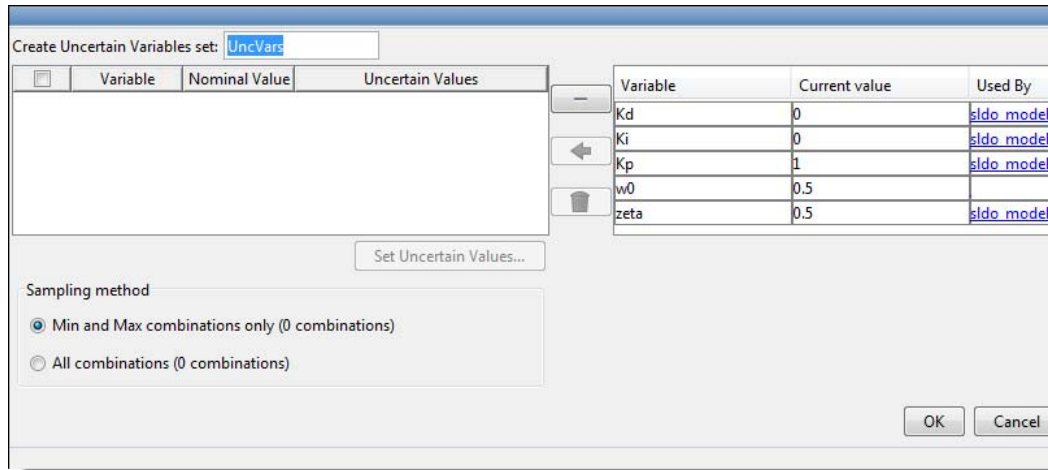 Create Uncertain Variables set: UncVars
Variable Nominal Value Uncertain Values
Variable Current value Used By
Kd 0 sldo_model
Ki 0 sldo_model
Kp 1 sldo_model
w0 0.5
zeta 0.5 sldo_model
Set Uncertain Values...
Sampling method
Min and Max combinations only (0 combinations)
All combinations (0 combinations)
OK Cancel